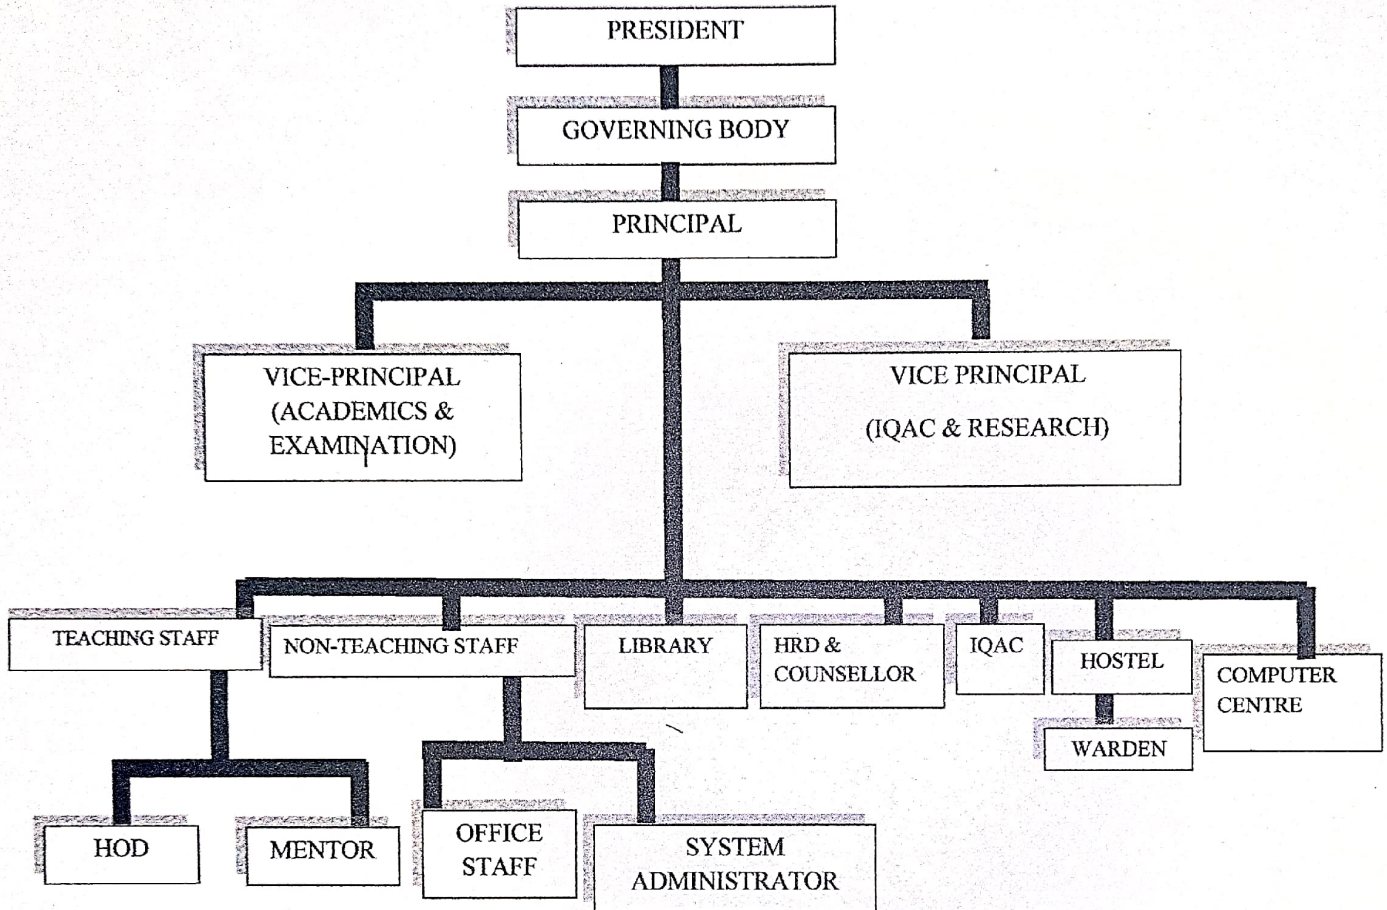 PRESIDENT
GOVERNING BODY
PRINCIPAL
VICE-PRINCIPAL
(ACADEMICS &
EXAMINATION)
VICE PRINCIPAL
(IQAC & RESEARCH)
TEACHING STAFF
NON-TEACHING STAFF
LIBRARY
HRD &
COUNSELLOR
IQAC
HOSTEL
COMPUTER
CENTRE
WARDEN
HOD
MENTOR
OFFICE
STAFF
SYSTEM
ADMINISTRATOR